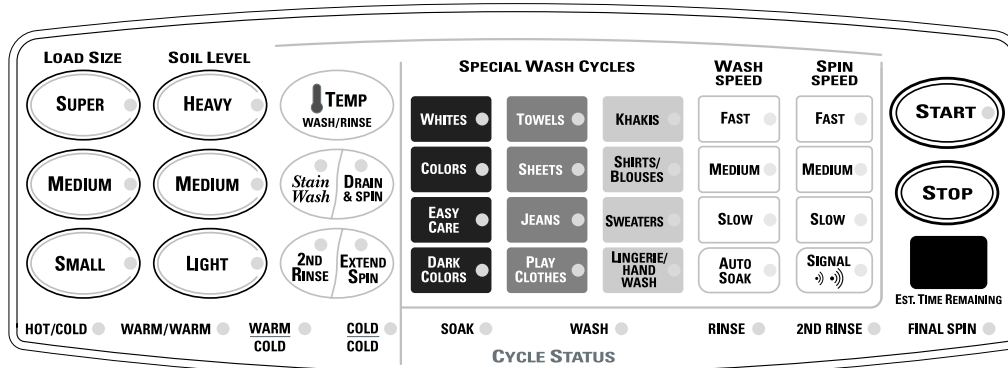 LOAD SIZE
SOIL LEVEL
SUPER
HEAVY
MEDIUM
MEDIUM
SMALL
LIGHT
TEMP
WASH/RINSE
Stain
Wash
DRAIN
& SPIN
2ND
RINSE
EXTEND
SPIN
SPECIAL WASH CYCLES
WHITES
TOWELS
KHAKIS
COLORS
SHEETS
SHIRTS/
BLOUSES
EASY
CARE
JEANS
SWEATERS
DARK
COLORS
PLAY
CLOTHES
LINGERIE/
HAND
WASH
WASH
SPEED
FAST
MEDIUM
SLOW
AUTO
SOAK
SPIN
SPEED
FAST
MEDIUM
SLOW
SIGNAL
START
STOP
EST. TIME REMAINING
HOT/COLD
WARM/WARM
WARM
COLD
COLD
COLD
SOAK
WASH
RINSE
2ND RINSE
FINAL SPIN
CYCLE STATUS